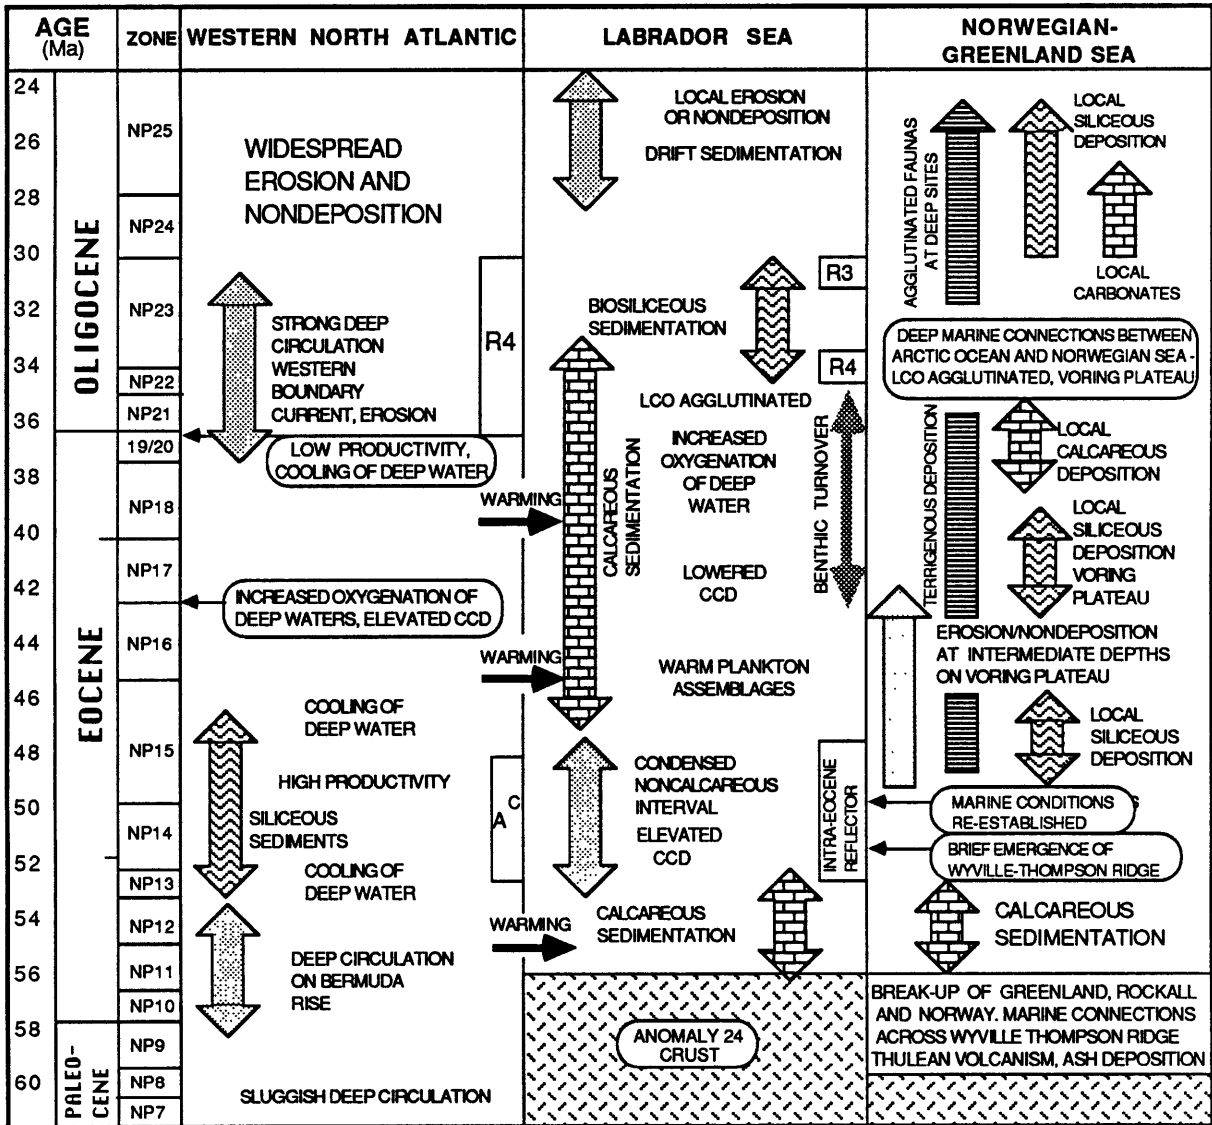 AGE
(Ma)
ZONE
WESTERN NORTH ATLANTIC
LABRADOR SEA
NORWEGIAN-
GREENLAND SEA
24
26
28
30
32
34
36
38
40
42
44
46
48
50
52
54
56
58
60
OLIGOCENE
EOCENE
PALEO-
CENE
NP25
NP24
NP23
NP22
NP21
19/20
NP18
NP17
NP16
NP15
NP14
NP13
NP12
NP11
NP10
NP9
NP8
NP7
WIDESPREAD
EROSION AND
NONDEPOSITION
STRONG DEEP
CIRCULATION
WESTERN
BOUNDARY
CURRENT, EROSION
R4
LOW PRODUCTIVITY,
COOLING OF DEEP WATER
WARMING
INCREASED OXYGENATION OF
DEEP WATERS, ELEVATED CCD
WARMING
COOLING OF
DEEP WATER
HIGH PRODUCTIVITY
SILICEOUS
SEDIMENTS
A C
COOLING OF
DEEP WATER
WARMING
DEEP CIRCULATION
ON BERMUDA
RISE
SLUGGISH DEEP CIRCULATION
LOCAL EROSION
OR NONDEPOSITION
DRIFT SEDIMENTATION
R3
BIOSILICEOUS
SEDIMENTATION
R4
LCO AGGLUTINATED
CALCAREOUS
SEDIMENTATION
INCREASED
OXYGENATION
OF DEEP
WATER
BENTHIC TURNOVER
LOWERED
CCD
WARM PLANKTON
ASSEMBLAGES
CONDENSED
NONCALCAREOUS
INTERVAL
ELEVATED
CCD
INTRA-EOCENE
REFLECTOR
CALCAREOUS
SEDIMENTATION
ANOMALY 24
CRUST
AGGLUTINATED FAUNAS
AT DEEP SITES
LOCAL
SILICEOUS
DEPOSITION
LOCAL
CARBONATES
DEEP MARINE CONNECTIONS BETWEEN
ARCTIC OCEAN AND NORWEGIAN SEA -
LCO AGGLUTINATED, VORING PLATEAU
TERRIGENOUS DEPOSITION
LOCAL
CALCAREOUS
DEPOSITION
LOCAL
SILICEOUS
DEPOSITION
VORING
PLATEAU
EROSION/NONDEPOSITION
AT INTERMEDIATE DEPTHS
ON VORING PLATEAU
LOCAL
SILICEOUS
DEPOSITION
MARINE CONDITIONS
RE-ESTABLISHED
BRIEF EMERGENCE OF
WYVILLE-THOMPSON RIDGE
CALCAREOUS
SEDIMENTATION
BREAK-UP OF GREENLAND, ROCKALL
AND NORWAY. MARINE CONNECTIONS
ACROSS WYVILLE THOMPSON RIDGE
THULEAN VOLCANISM, ASH DEPOSITION